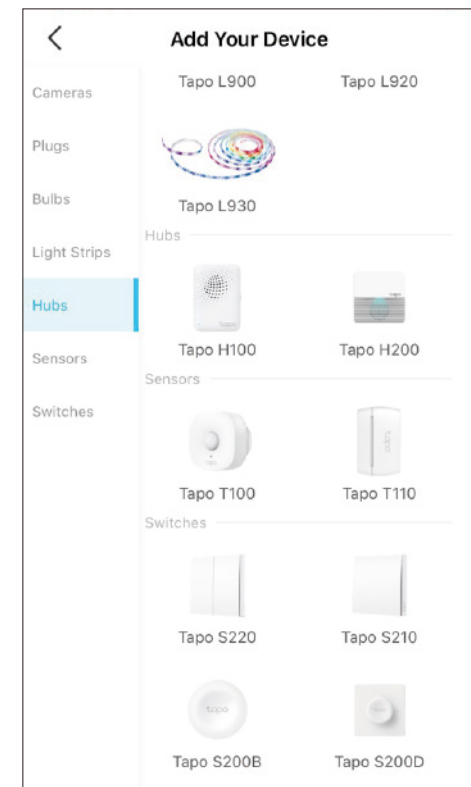 Add Your Device
Cameras
Plugs
Bulbs
Light Strips
Hubs
Sensors
Switches
Tapo L900 Tapo L920
Tapo L930
Hubs
Tapo H100 Tapo H200
Sensors
Tapo T100 Tapo T110
Switches
Tapo S220 Tapo S210
tapo
Tapo S200B Tapo S200D